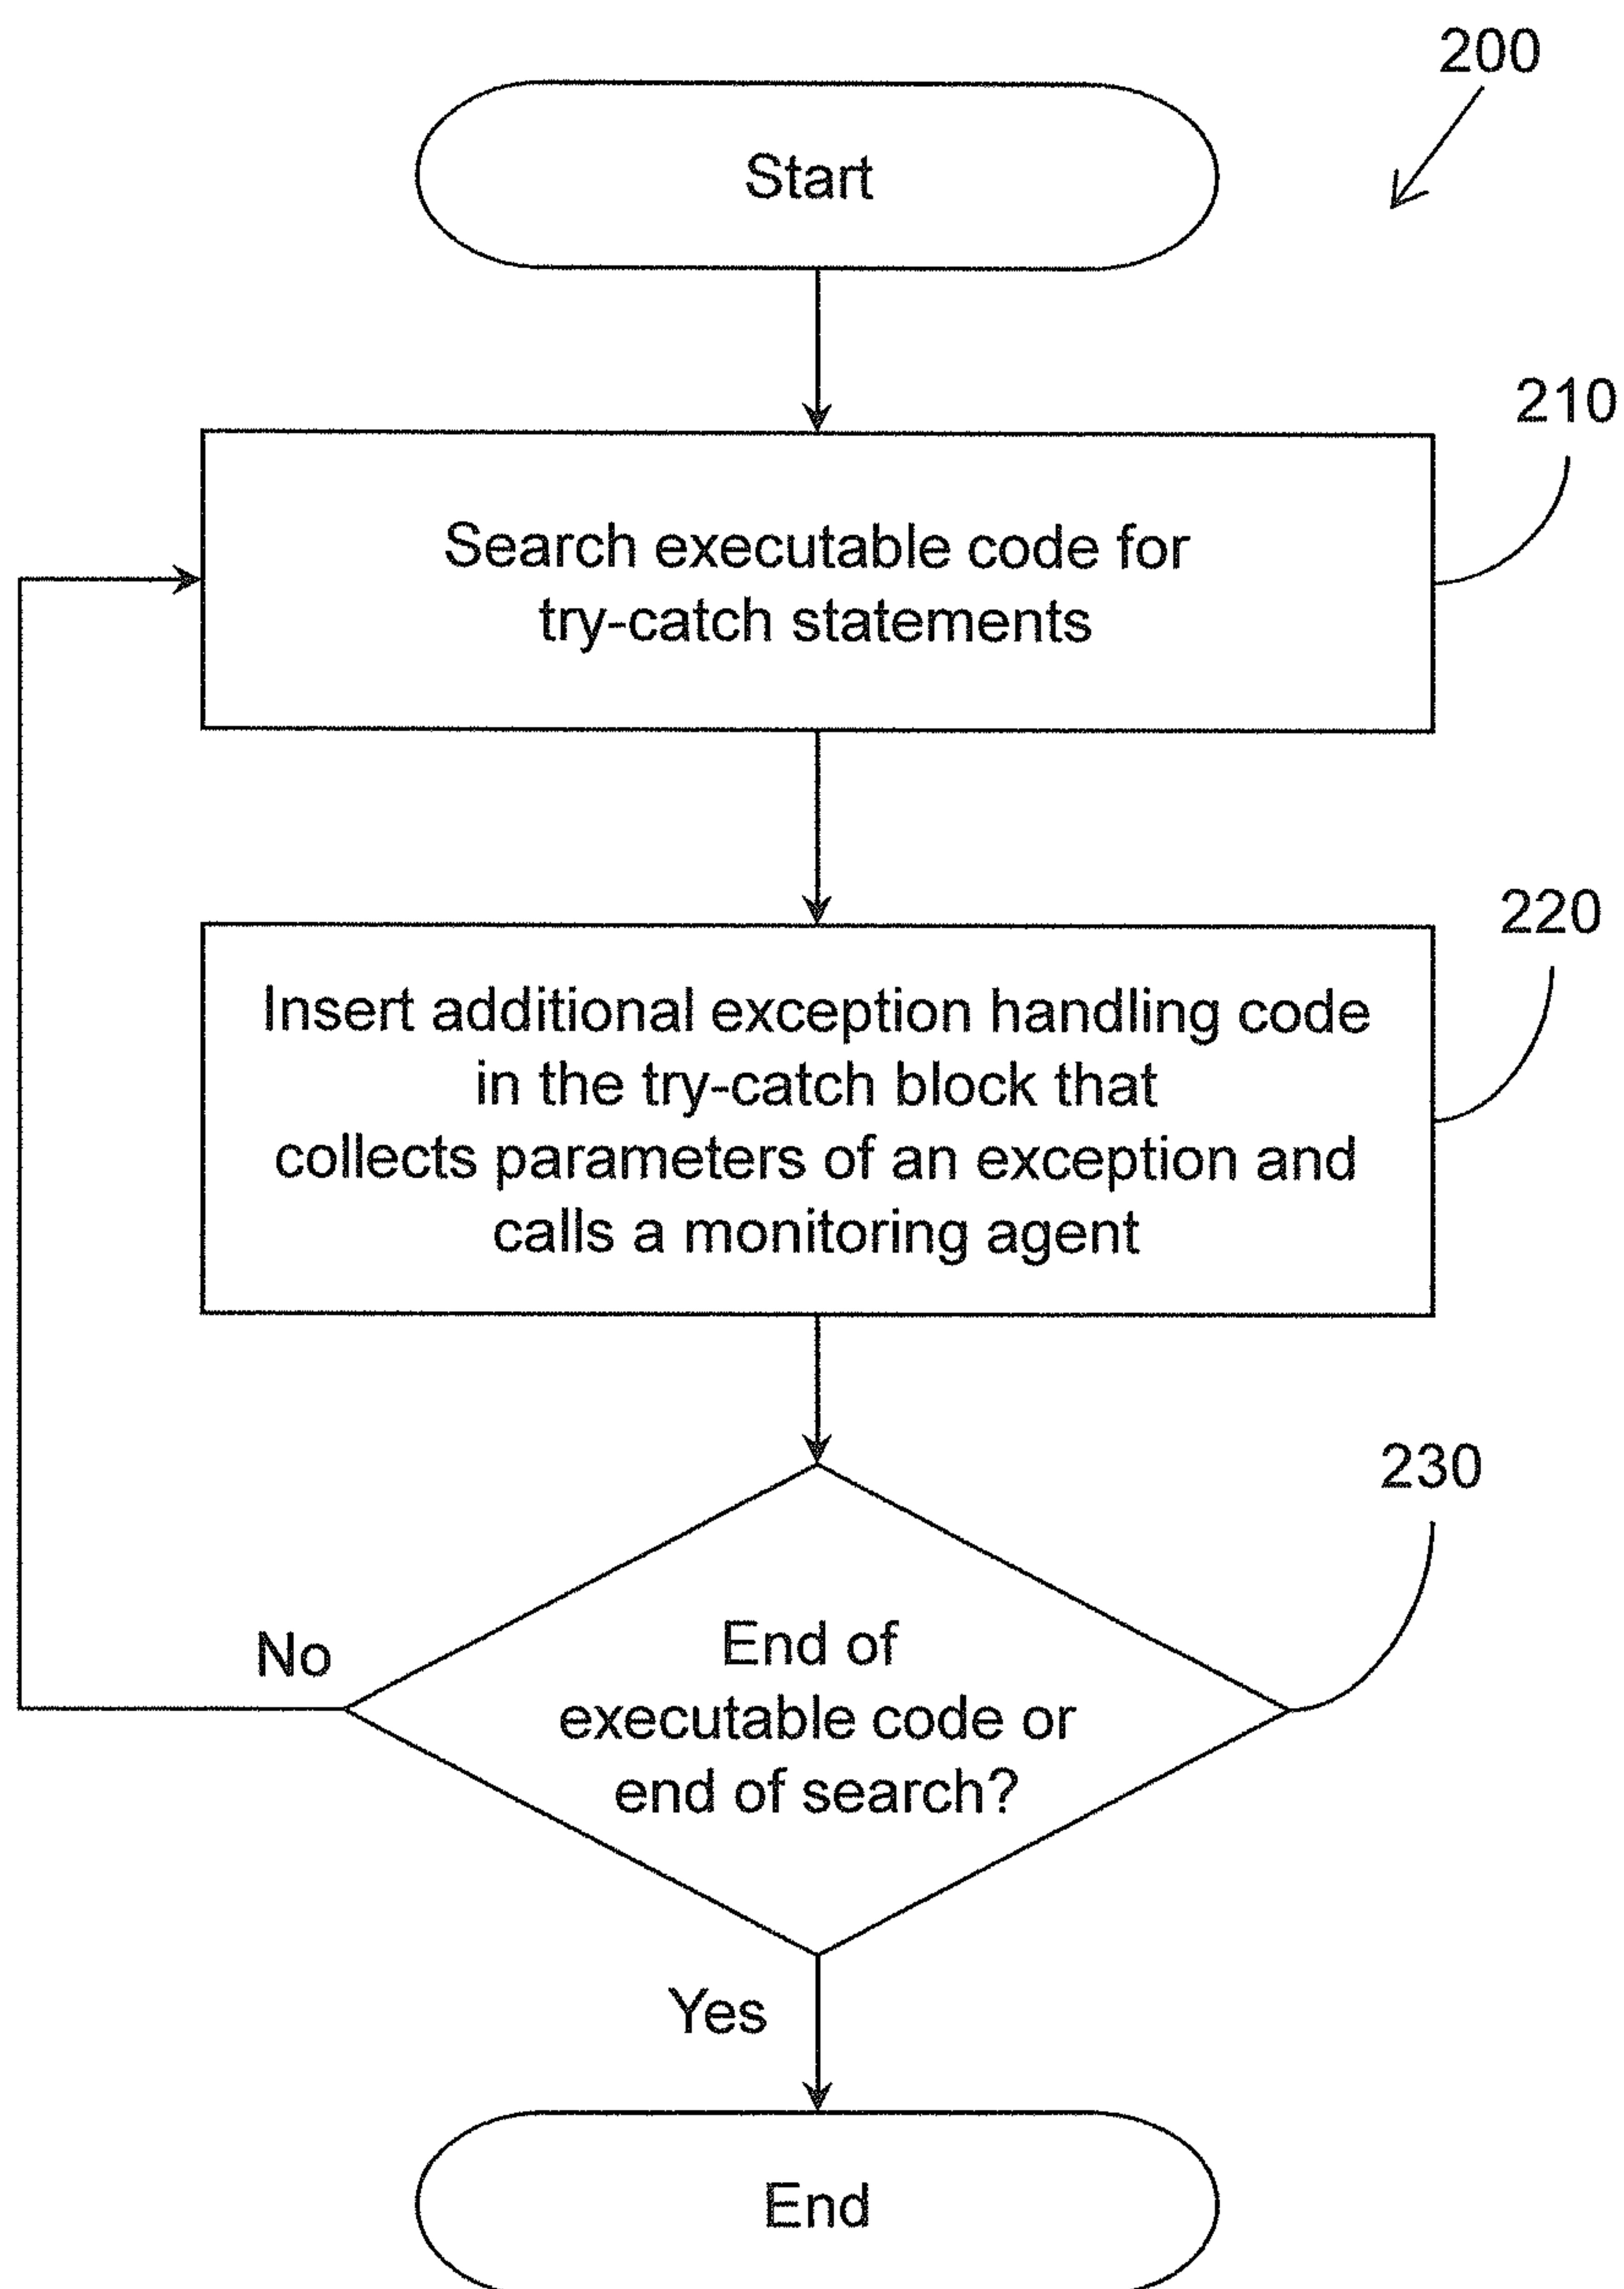 200
Start
210
Search executable code for
try-catch statements
220
Insert additional exception handling code
in the try-catch block that
collects parameters of an exception and
calls a monitoring agent
230
No
End of
executable code or
end of search?
Yes
End